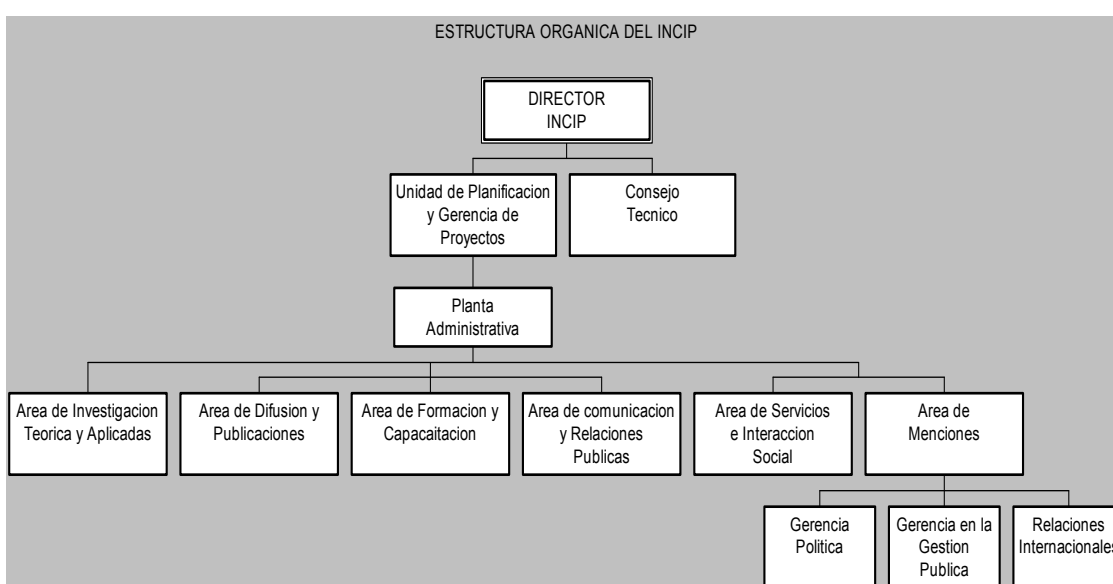 ESTRUCTURA ORGANICA DEL INCIP
DIRECTOR
INCIP
Unidad de Planificacion
y Gerencia de
Proyectos
Consejo
Tecnico
Planta
Administrativa
Area de Investigacion
Teorica y Aplicadas
Area de Difusion y
Publicaciones
Area de Formacion y
Capacaitacion
Area de comunicacion
y Relaciones
Publicas
Area de Servicios
e Interaccion
Social
Area de
Menciones
Gerencia
Politica
Gerencia en la
Gestion
Publica
Relaciones
Internacionales